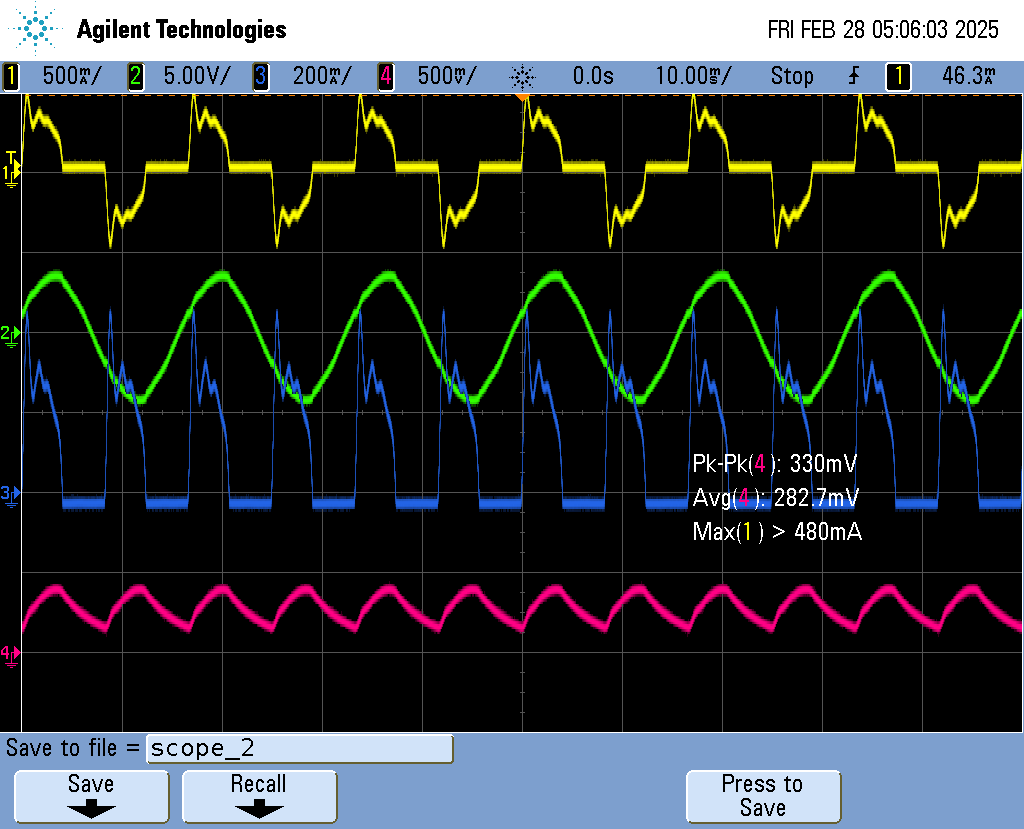 Agilent Technologies
FRI FEB 28 05:06:03 2025
1 500mA/ 2 5.00V/ 3 200mA/ 4 500mV/ 0.0s 10.00ms/ Stop 1 46.3mA
T
1
2
3
4
Pk-Pk(4): 330mV
Avg(4): 282.7mV
Max(1) > 480mA
Save to file = scope_2
Save
Recall
Press to
Save